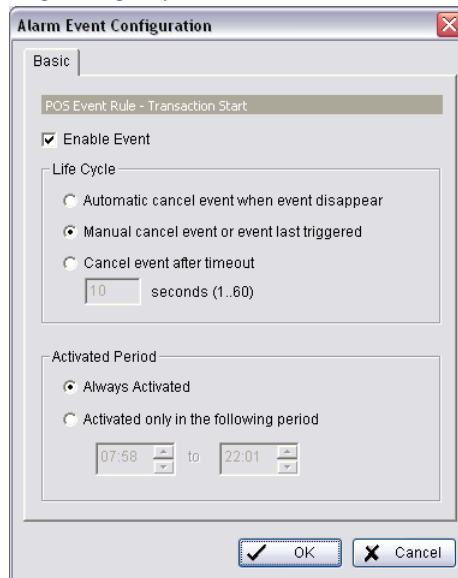 Alarm Event Configuration
Basic
POS Event Rule - Transaction Start
Enable Event
Life Cycle
Automatic cancel event when event disappear
Manual cancel event or event last triggered
Cancel event after timeout
10 seconds (1..60)
Activated Period
Always Activated
Activated only in the following period
07:58 to 22:01
OK Cancel